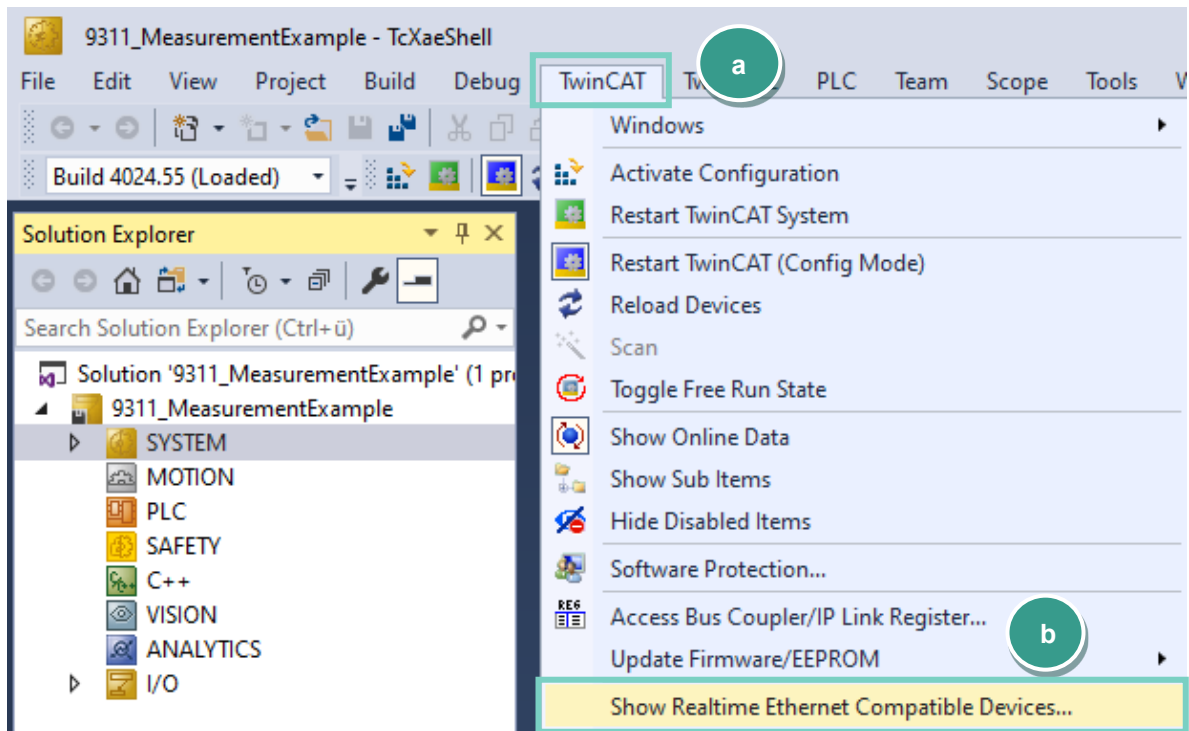 9311_MeasurementExample - TcXaeShell
File Edit View Project Build Debug TwinCAT PLC Team Scope Tools
a
Build 4024.55 (Loaded)
Solution Explorer
Search Solution Explorer (Ctrl+ü)
Solution '9311_MeasurementExample' (1 pr
9311_MeasurementExample
SYSTEM
MOTION
PLC
SAFETY
C++
VISION
ANALYTICS
I/O
Windows
Activate Configuration
Restart TwinCAT System
Restart TwinCAT (Config Mode)
Reload Devices
Scan
Toggle Free Run State
Show Online Data
Show Sub Items
Hide Disabled Items
Software Protection...
REG
Access Bus Coupler/IP Link Register...
b
Update Firmware/EEPROM
Show Realtime Ethernet Compatible Devices...